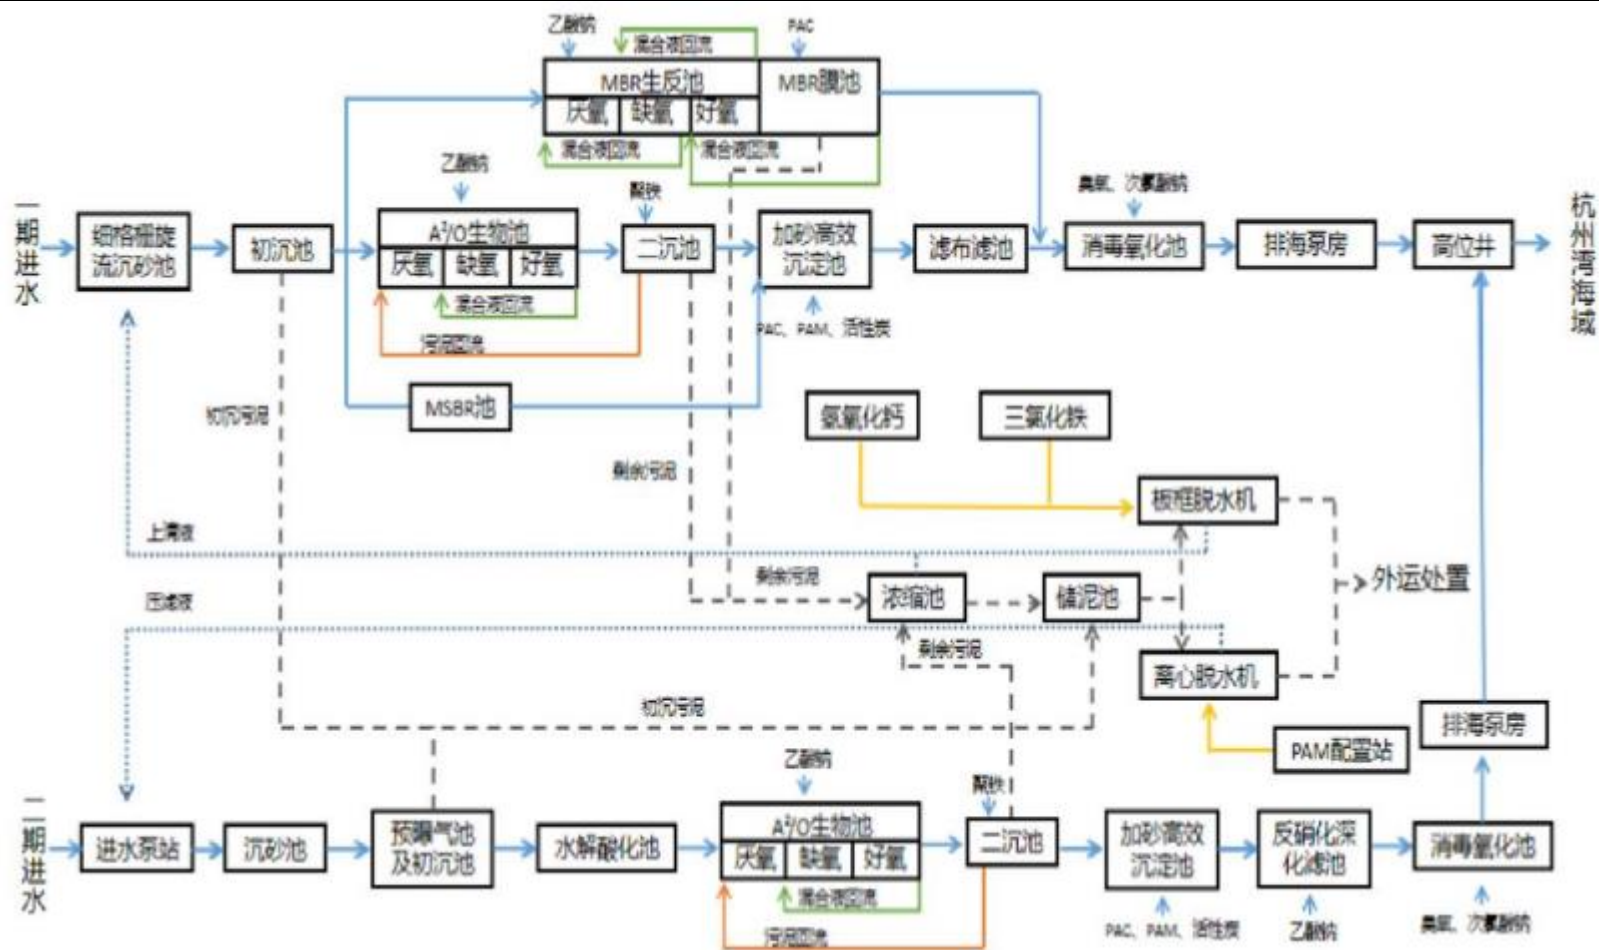 乙酸钠
PAC
混合液回流
MBR生反池
MBR膜池
厌氧
缺氧
好氧
混合液回流
混合液回流
乙酸钠
聚铁
臭氧、次氯酸钠
一期进水
细格栅旋
流沉砂池
初沉池
A²/O生物池
厌氧
缺氧
好氧
混合液回流
污泥回流
二沉池
加砂高效
沉淀池
PAC、PAM、活性炭
滤布滤池
消毒氧化池
排海泵房
高位井
杭州湾海域
MSBR池
初沉污泥
剩余污泥
氢氧化钙
三氯化铁
板框脱水机
上清液
剩余污泥
浓缩池
储泥池
外运处置
压滤液
剩余污泥
离心脱水机
初沉污泥
PAM配置站
排海泵房
乙酸钠
聚铁
二期进水
进水泵站
沉砂池
预曝气池
及初沉池
水解酸化池
A²/O生物池
厌氧
缺氧
好氧
混合液回流
污泥回流
二沉池
加砂高效
沉淀池
PAC、PAM、活性炭
反硝化深
化滤池
乙酸钠
消毒氧化池
臭氧、次氯酸钠